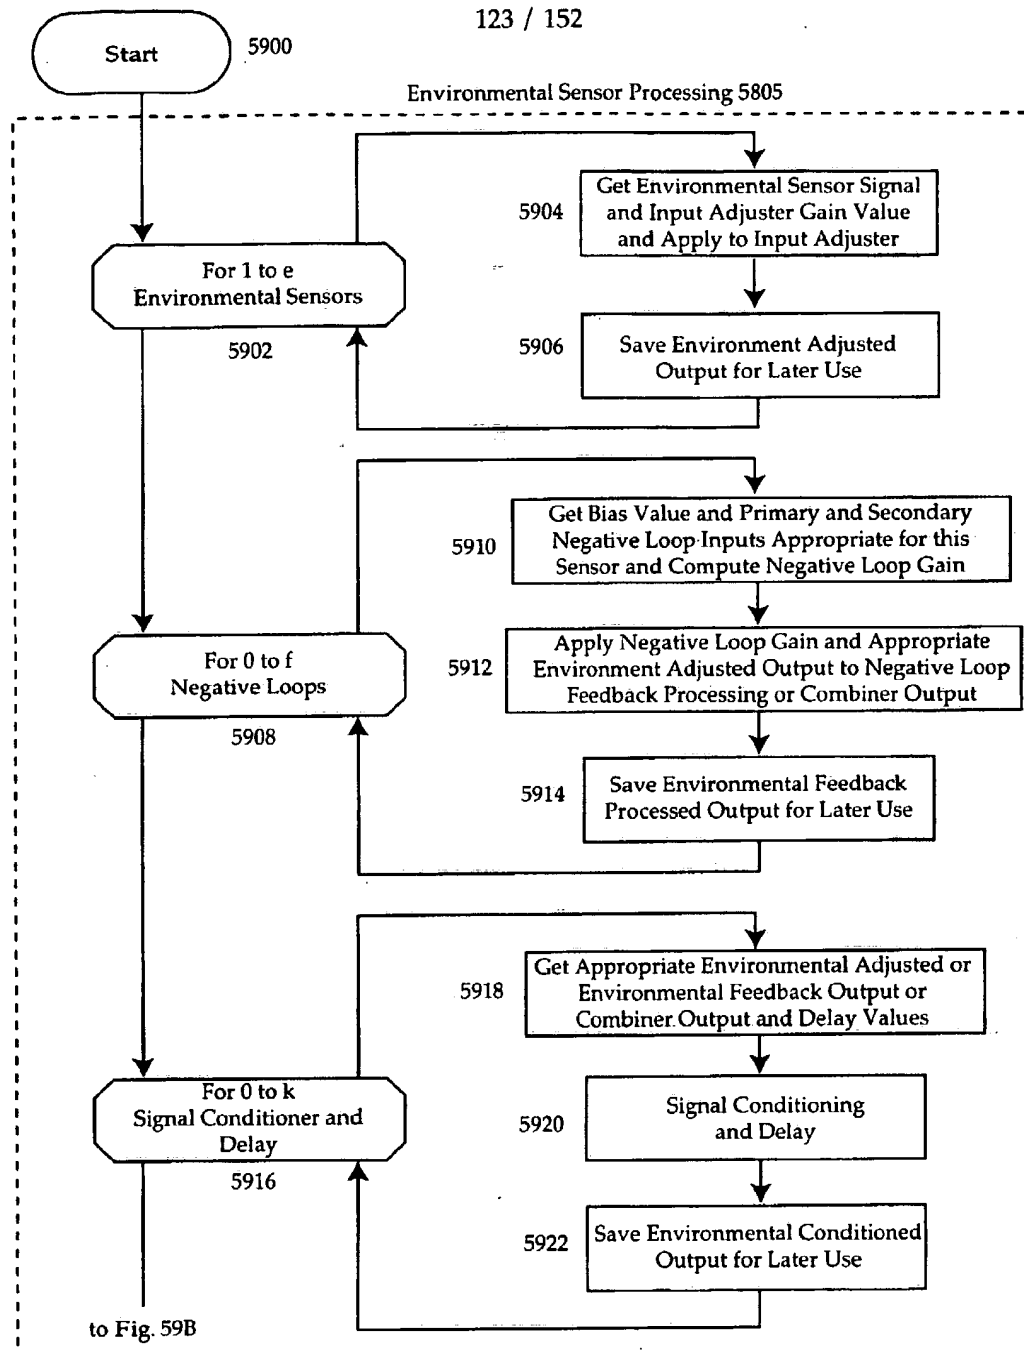 123 / 152
Start
5900
Environmental Sensor Processing 5805
For 1 to e
Environmental Sensors
5902
5904
Get Environmental Sensor Signal
and Input Adjuster Gain Value
and Apply to Input Adjuster
5906
Save Environment Adjusted
Output for Later Use
For 0 to f
Negative Loops
5908
5910
Get Bias Value and Primary and Secondary
Negative Loop Inputs Appropriate for this
Sensor and Compute Negative Loop Gain
5912
Apply Negative Loop Gain and Appropriate
Environment Adjusted Output to Negative Loop
Feedback Processing or Combiner Output
5914
Save Environmental Feedback
Processed Output for Later Use
For 0 to k
Signal Conditioner and
Delay
5916
5918
Get Appropriate Environmental Adjusted or
Environmental Feedback Output or
Combiner Output and Delay Values
5920
Signal Conditioning
and Delay
5922
Save Environmental Conditioned
Output for Later Use
to Fig. 59B